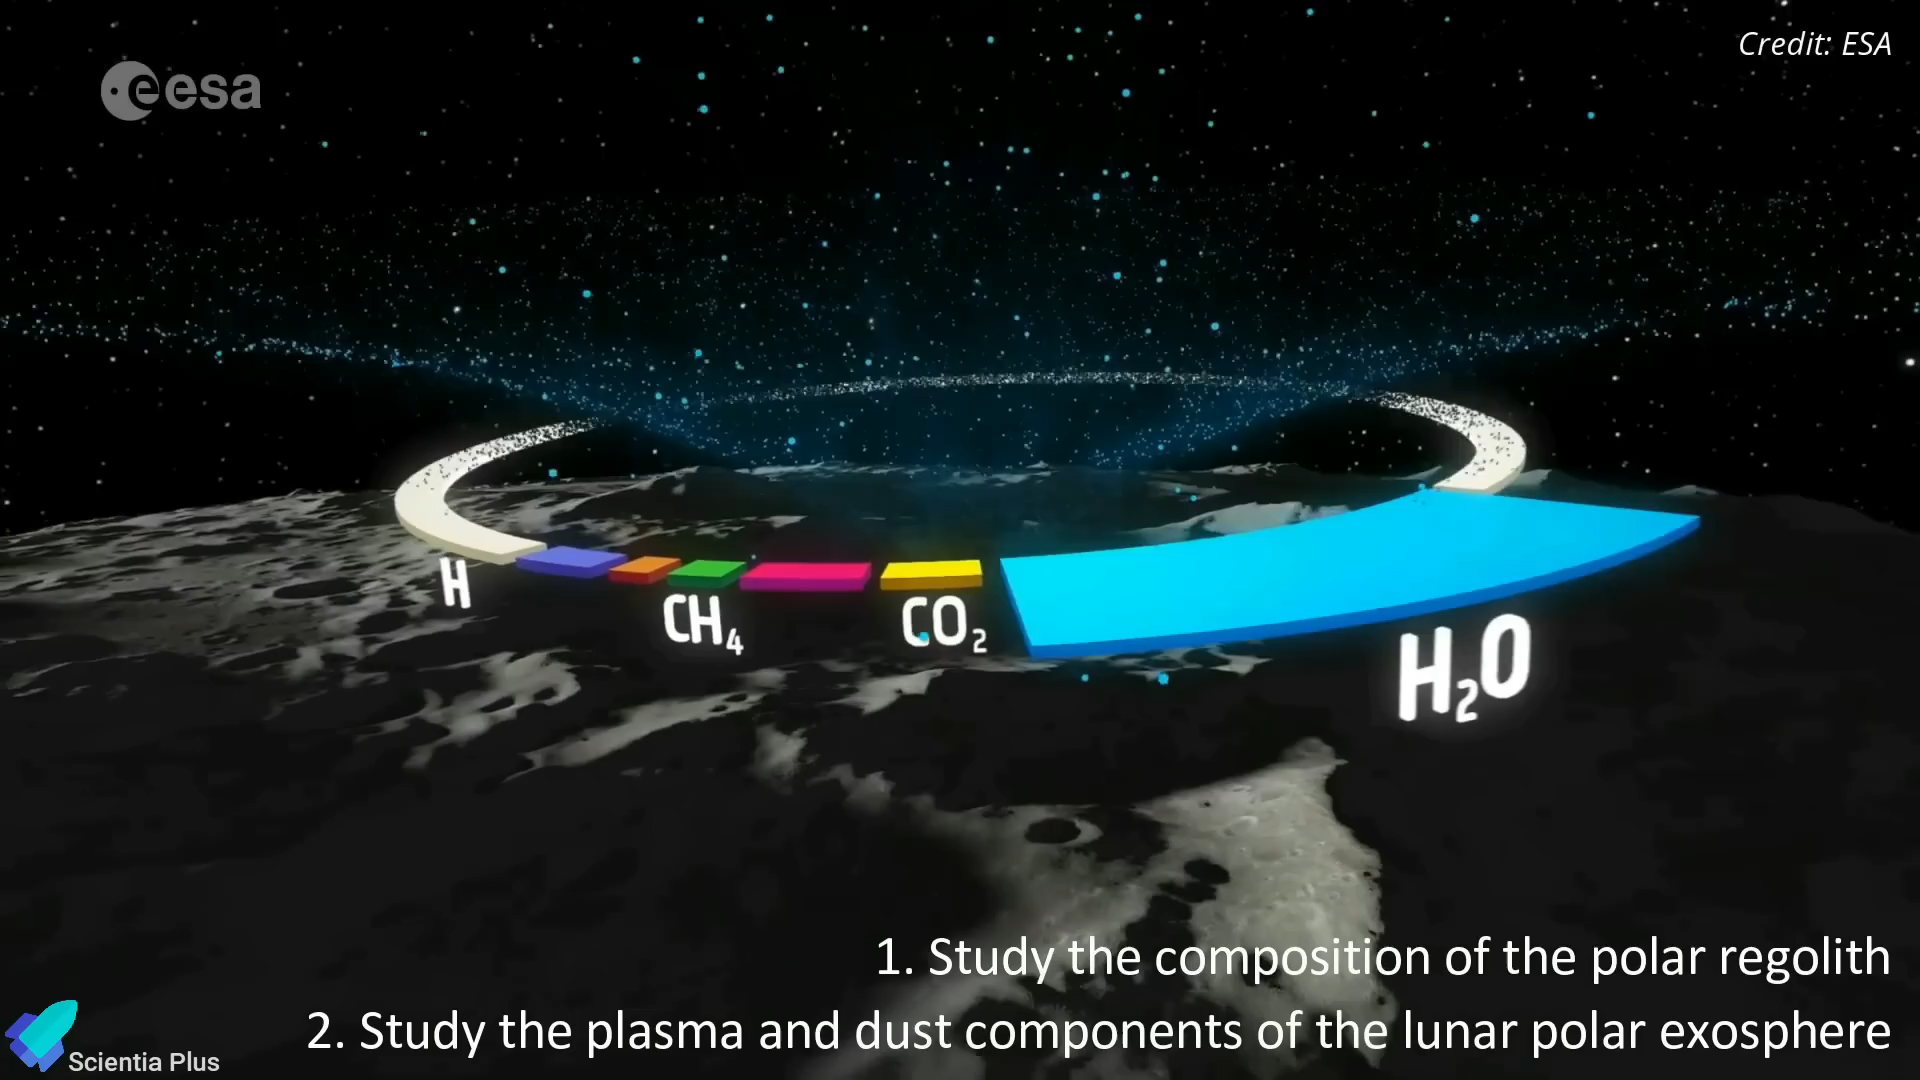 Credit: ESA
esa
H
CH₄
CO₂
H₂O
1. Study the composition of the polar regolith
2. Study the plasma and dust components of the lunar polar exosphere
Scientia Plus